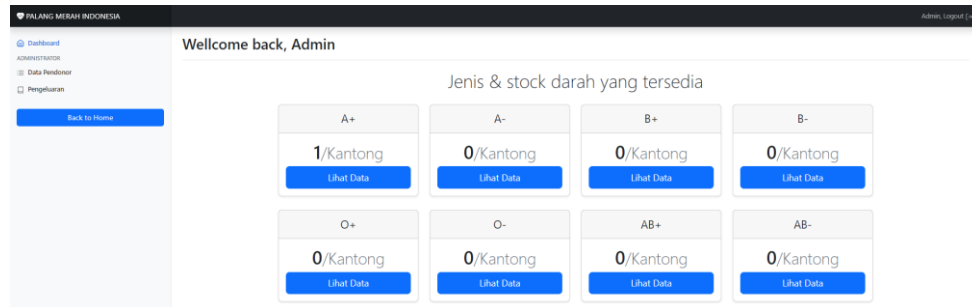 PALANG MERAH INDONESIA
Admin, Logout
Dashboard
ADMINISTRATOR
Data Pendonor
Pengeluaran
Back to Home
Wellcome back, Admin
Jenis & stock darah yang tersedia
A+ A- B+ B-
1/Kantong 0/Kantong 0/Kantong 0/Kantong
Lihat Data Lihat Data Lihat Data Lihat Data
O+ O- AB+ AB-
0/Kantong 0/Kantong 0/Kantong 0/Kantong
Lihat Data Lihat Data Lihat Data Lihat Data